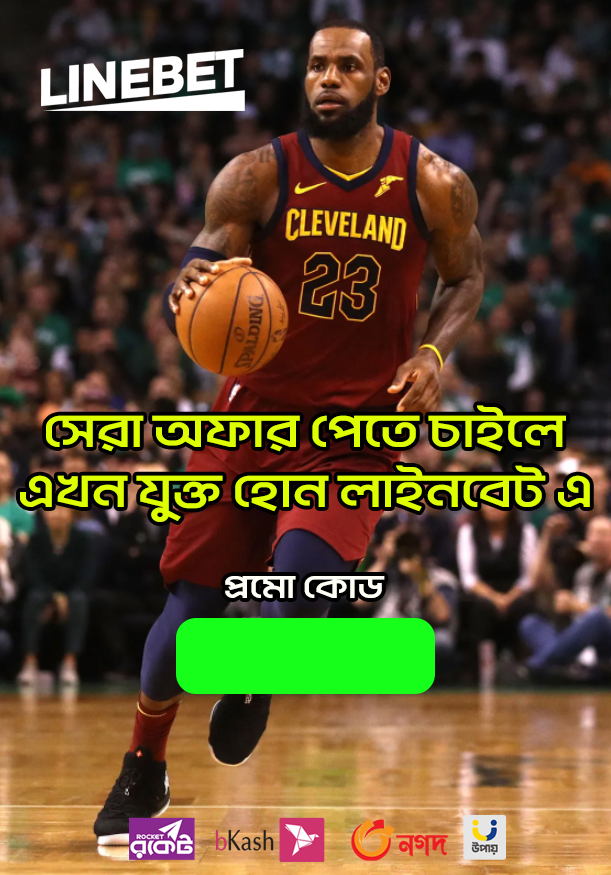 LINEBET
CLEVELAND
23
SPALDING
সেরা অফার পেতে চাইলে
এখন যুক্ত হোন লাইনবেট এ
প্রমো কোড
ROCKET
রকেট
bKash
নগদ
উপায়